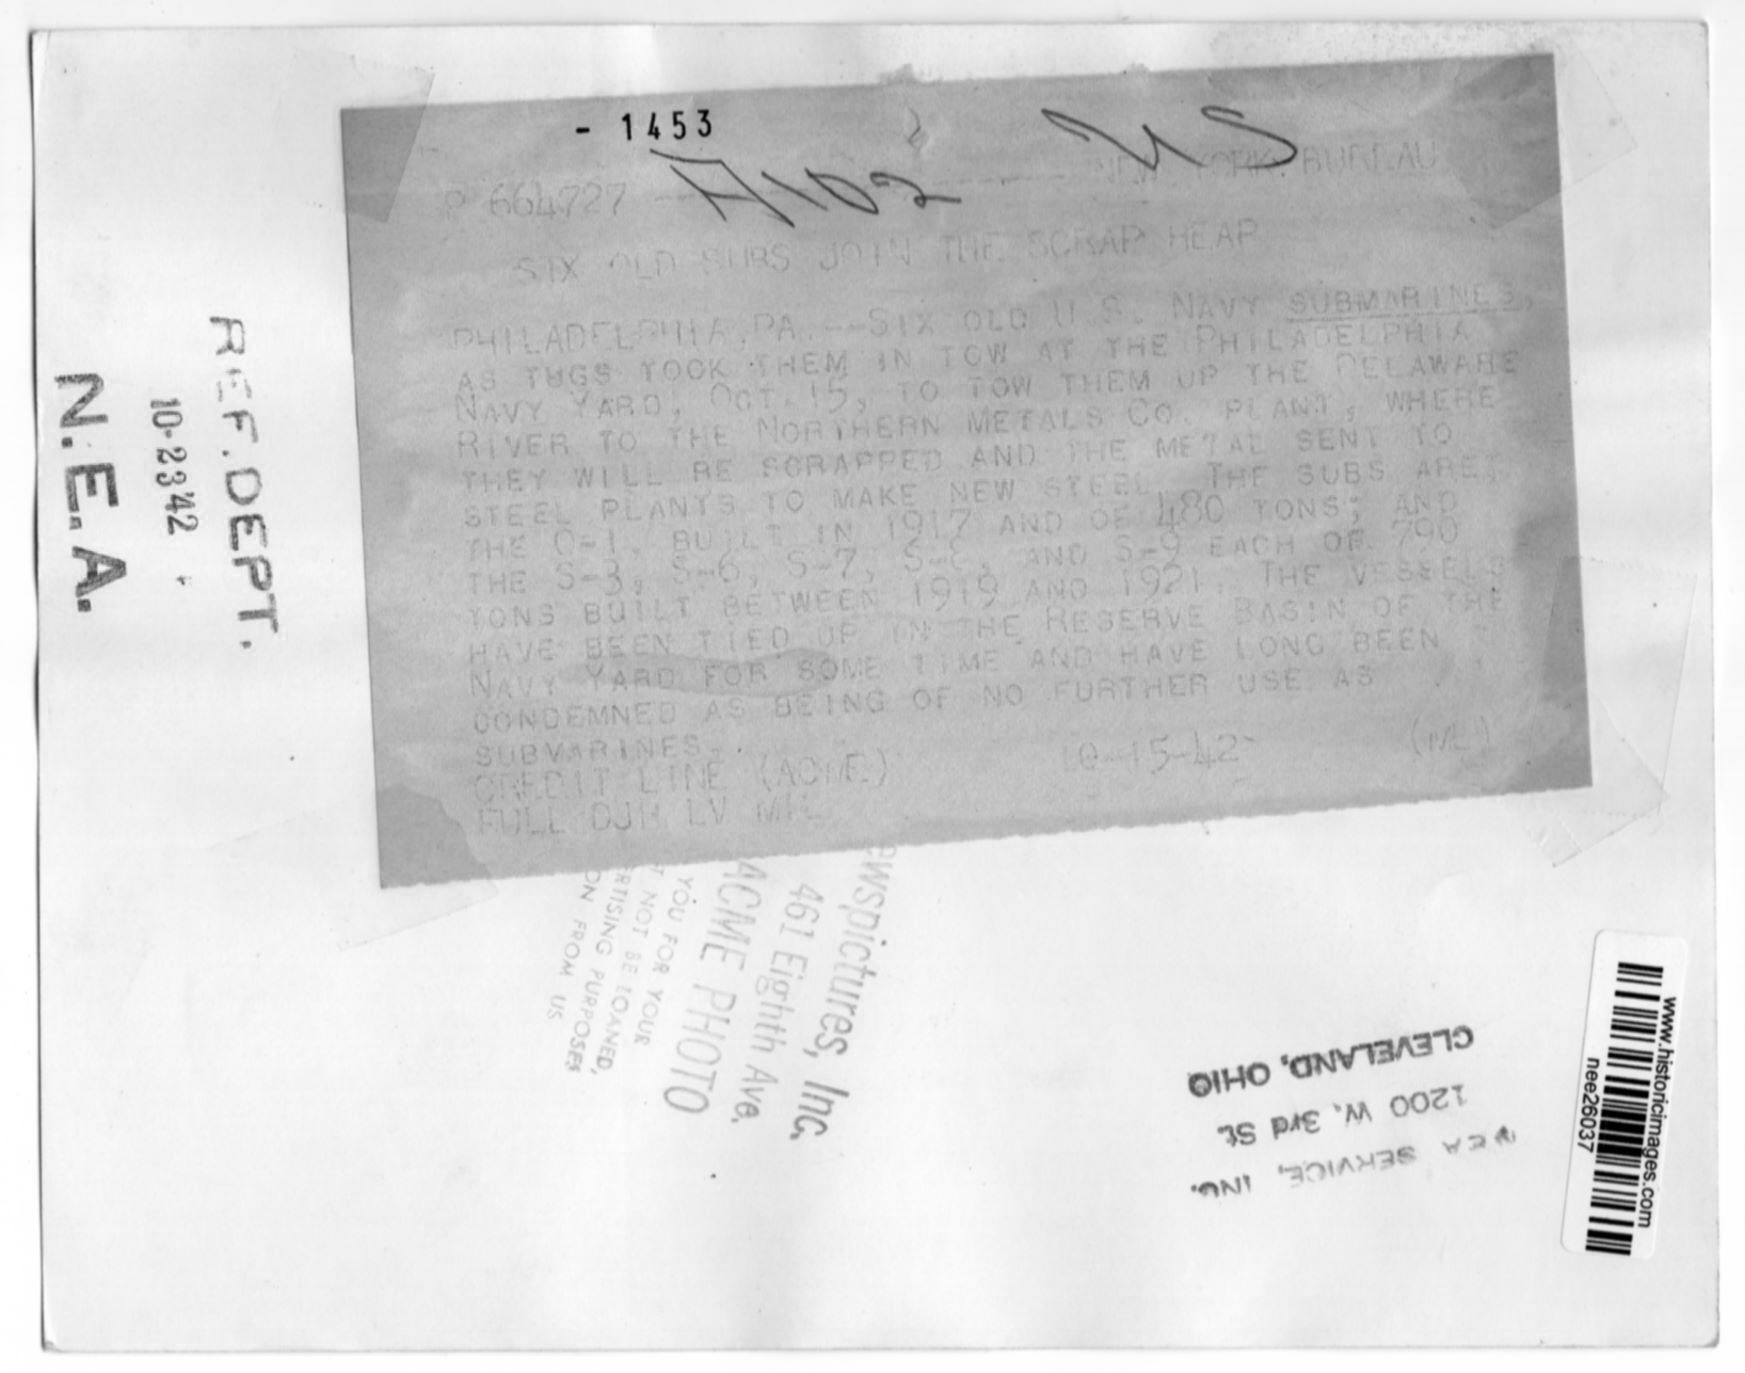 - 1453
A102
US
P 664727
NEW YORK BUREAU
SIX OLD SUBS JOIN THE SCRAP HEAP
PHILADELPHIA, PA.--SIX OLD U.S. NAVY SUBMARINES,
AS TUGS TOOK THEM IN TOW AT THE PHILADELPHIA
NAVY YARD, OCT. 15, TO TOW THEM UP THE DELAWARE
RIVER TO THE NORTHERN METALS CO. PLANT, WHERE
THEY WILL BE SCRAPPED AND THE METAL SENT TO
STEEL PLANTS TO MAKE NEW STEEL. THE SUBS ARE:
THE O-1, BUILT IN 1917 AND OF 480 TONS; AND
THE S-3, S-6, S-7, S-8, AND S-9 EACH OF 790
TONS BUILT BETWEEN 1919 AND 1921. THE VESSELS
HAVE BEEN TIED UP IN THE RESERVE BASIN OF THE
NAVY YARD FOR SOME TIME AND HAVE LONG BEEN
CONDEMNED AS BEING OF NO FURTHER USE AS
SUBMARINES.
CREDIT LINE (ACME) 10-15-42 (ML)
FULL DJH LV
REF. DEPT.
10-23'42
N.E.A.
ewspictures, Inc.
461 Eighth Ave.
ACME PHOTO
YOU FOR YOUR
T NOT BE LOANED,
ERTISING PURPOSES
ON FROM US
NEA SERVICE, INC.
1200 W. 3rd St.
CLEVELAND, OHIO
www.historicimages.com
nee26037